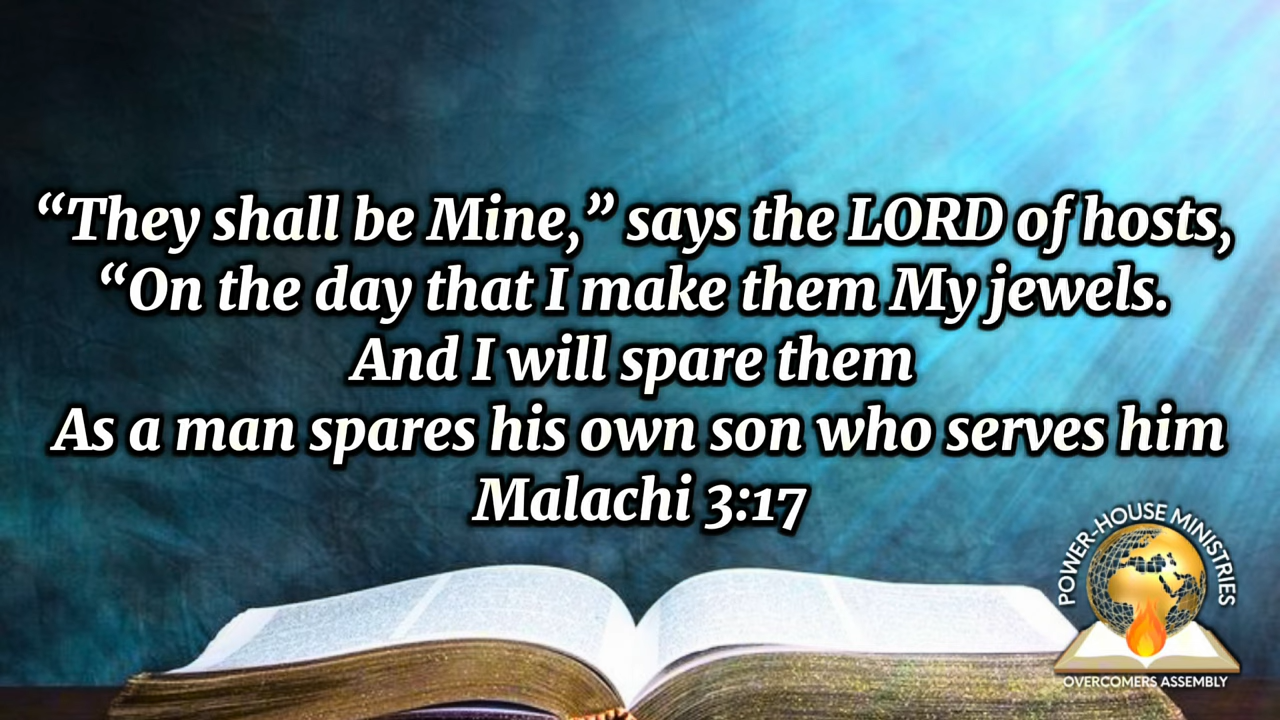 “They shall be Mine,” says the LORD of hosts,
“On the day that I make them My jewels.
And I will spare them
As a man spares his own son who serves him
Malachi 3:17
POWER-HOUSE MINISTRIES
OVERCOMERS ASSEMBLY